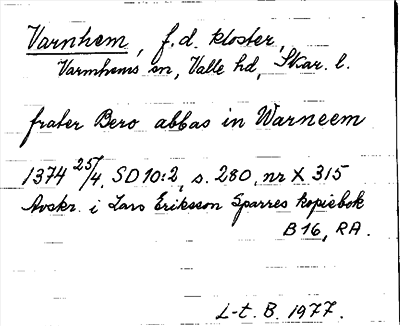 Varnhem, f.d. kloster,
Varnhems sn, Valle hd, Skar. l.
frater Bero abbas in Warneem
1374 25/4, SD 10:2, s. 280, nr X 315
Avskr. i Lars Eriksson Sparres kopiebok
B 16, RA.
L-t. B. 1977.